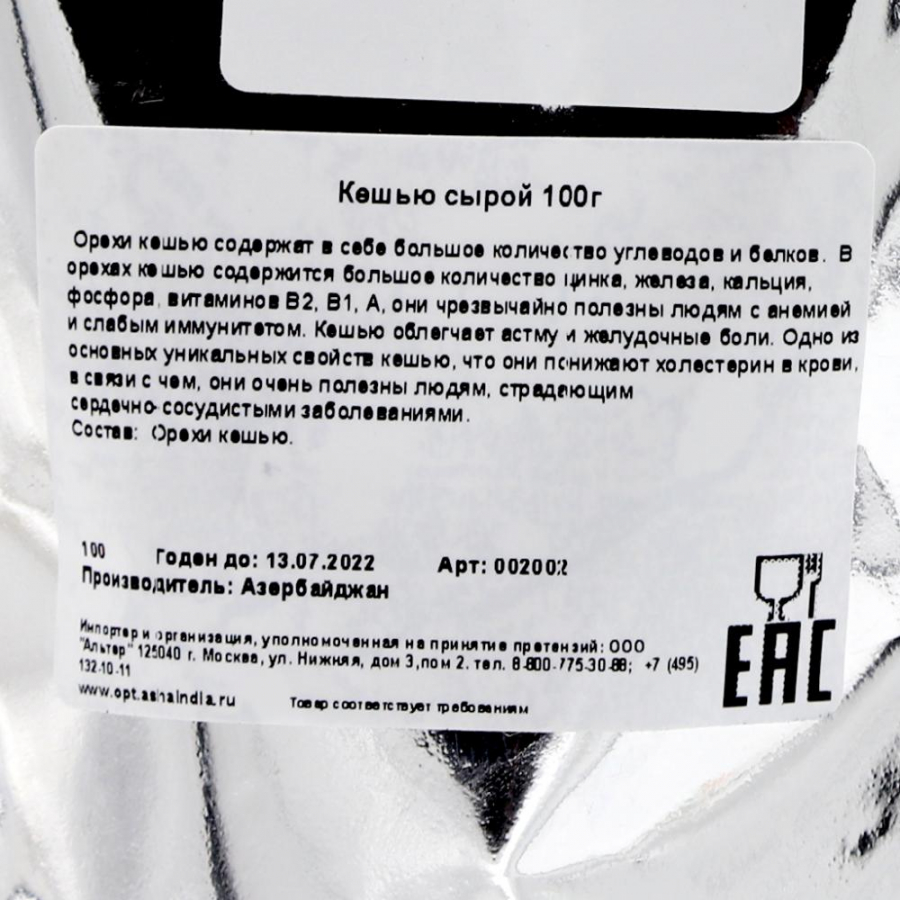 Кешью сырой 100г
Орехи кешью содержат в себе большое количество углеводов и белков. В
орехах кешью содержится большое количество цинка, железа, кальция,
фосфора, витаминов В2, В1, А, они чрезвычайно полезны людям с анемией
и слабым иммунитетом. Кешью облегчает астму и желудочные боли. Одно из
основных уникальных свойств кешью, что они понижают холестерин в крови,
в связи с чем, они очень полезны людям, страдающим
сердечно-сосудистыми заболеваниями.
Состав: Орехи кешью.
100 Годен до: 13.07.2022 Арт: 002002
Производитель: Азербайджан
Импортер и организация, уполномоченная на принятие претензий: ООО
"Альтер" 125040 г. Москва, ул. Нижняя, дом 3,пом 2. тел. 8-800-775-30-88; +7 (495)
132-10-11
www.opt.ashaindia.ru Товар соответствует требованиям
EAC